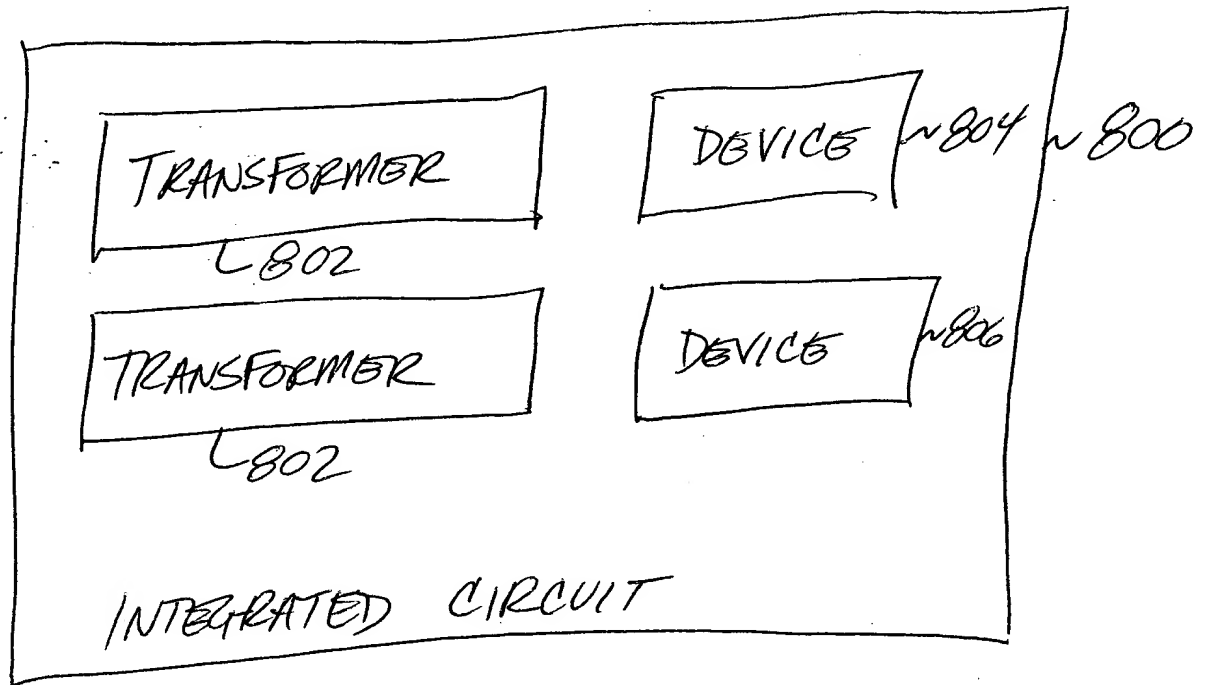 TRANSFORMER DEVICE ~804 ~800
802
TRANSFORMER DEVICE ~806
802
INTEGRATED CIRCUIT